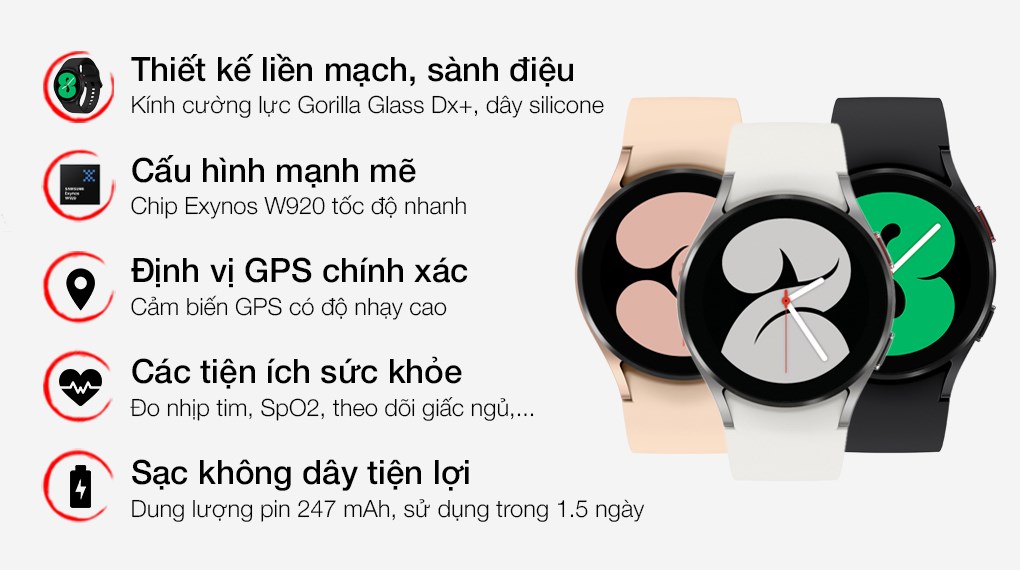 Thiết kế liền mạch, sành điệu
Kính cường lực Gorilla Glass Dx+, dây silicone
SAMSUNG
Exynos
W920
Cấu hình mạnh mẽ
Chip Exynos W920 tốc độ nhanh
Định vị GPS chính xác
Cảm biến GPS có độ nhạy cao
Các tiện ích sức khỏe
Đo nhịp tim, SpO2, theo dõi giấc ngủ,...
Sạc không dây tiện lợi
Dung lượng pin 247 mAh, sử dụng trong 1.5 ngày